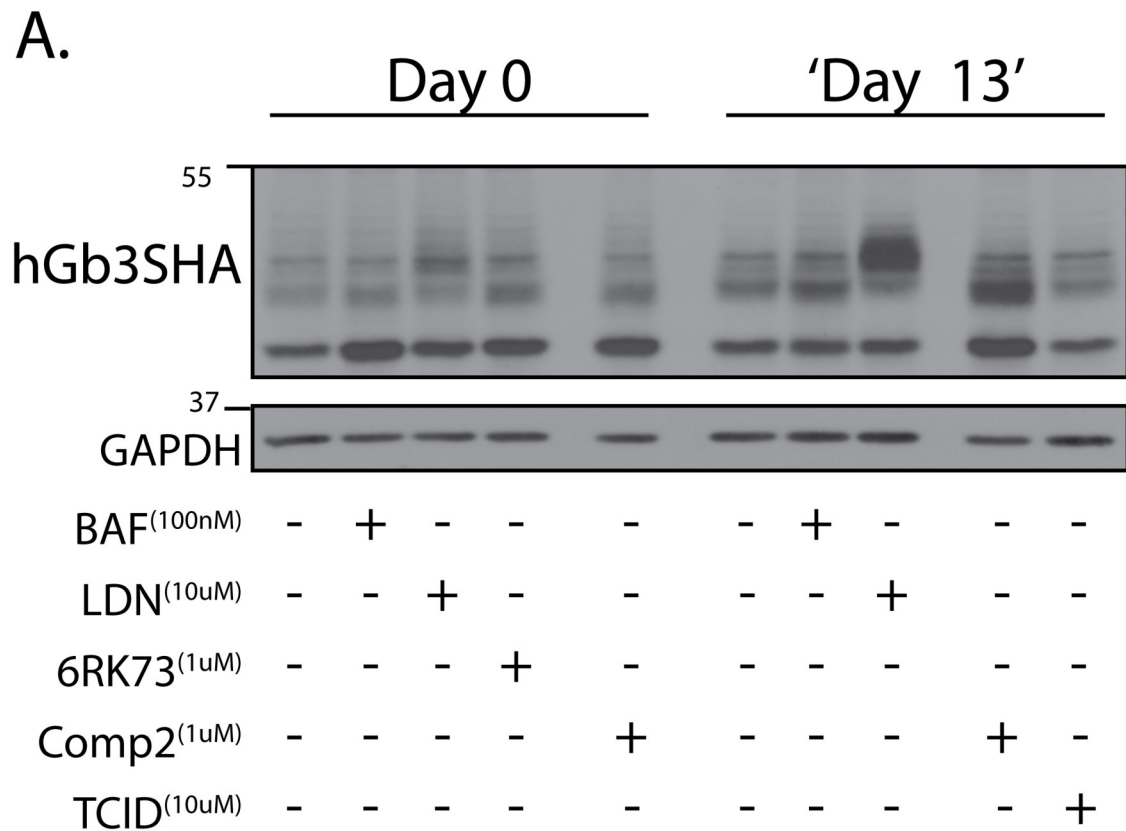 A.
Day 0 'Day 13'
55
hGb3SHA
37
GAPDH
BAF(100nM) - + - - - - + - - -
LDN(10uM) - - + - - - - + - -
6RK73(1uM) - - - + - - - - - -
Comp2(1uM) - - - - + - - - + -
TCID(10uM) - - - - - - - - - +